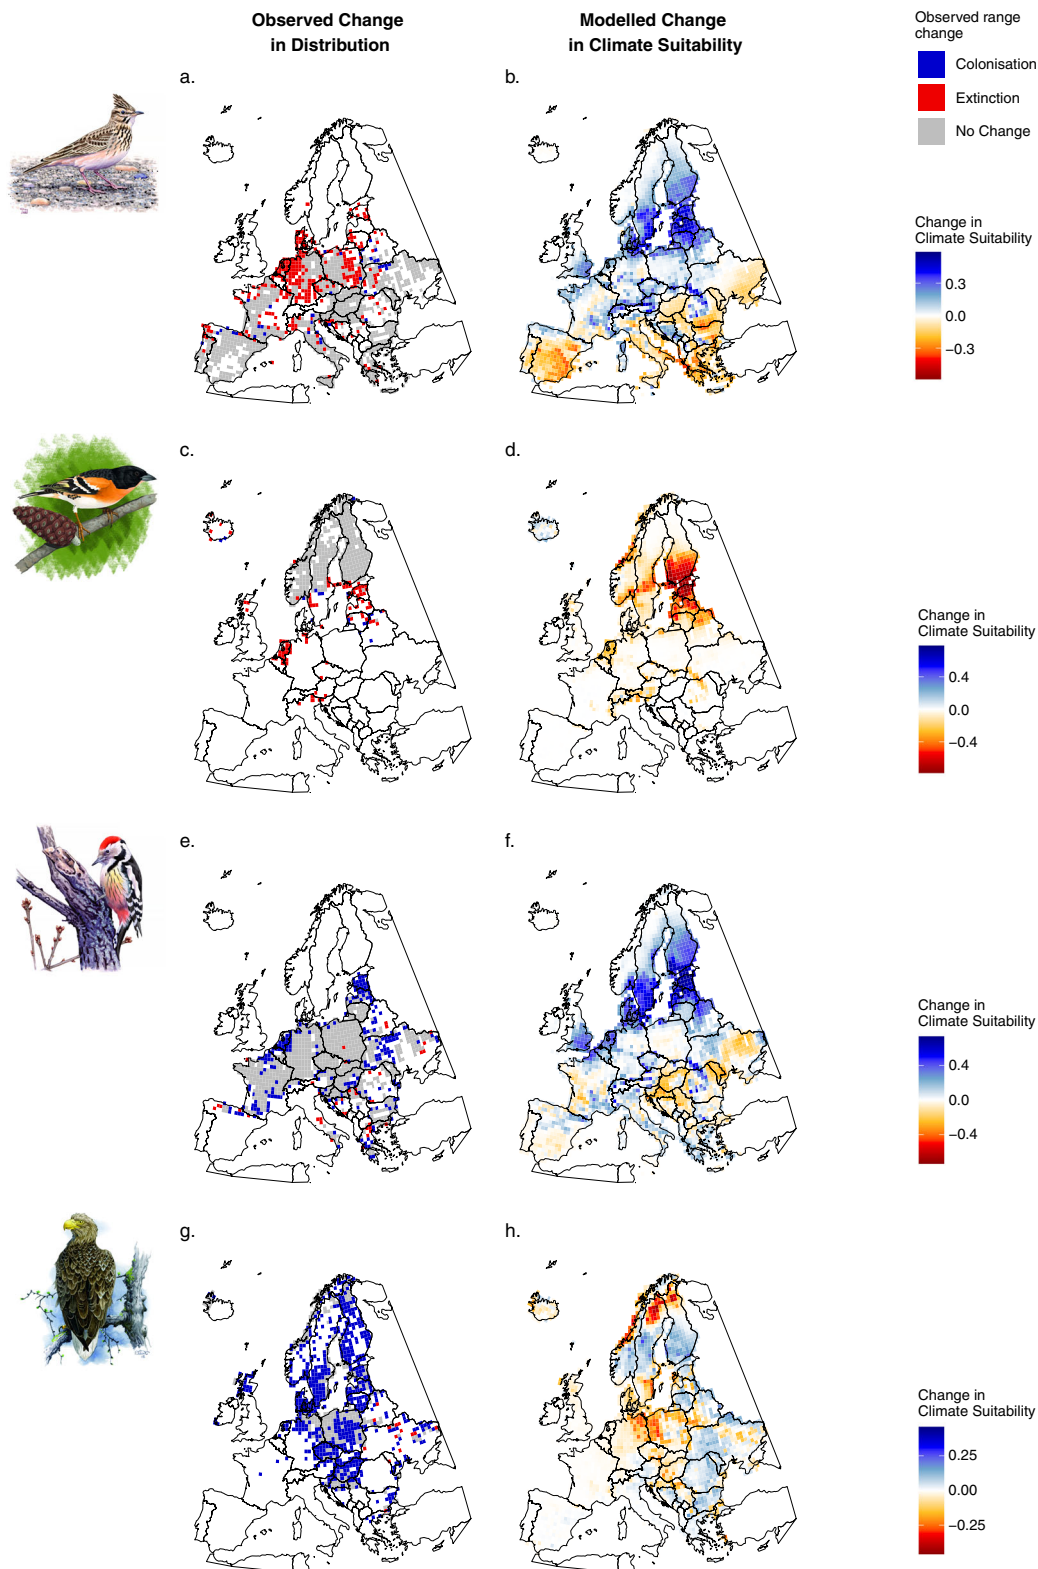 Observed Change
in Distribution
Modelled Change
in Climate Suitability
Observed range
change
Colonisation
Extinction
No Change
a.
b.
Change in
Climate Suitability
0.3
0.0
−0.3
c.
d.
Change in
Climate Suitability
0.4
0.0
−0.4
e.
f.
Change in
Climate Suitability
0.4
0.0
−0.4
g.
h.
Change in
Climate Suitability
0.25
0.00
−0.25